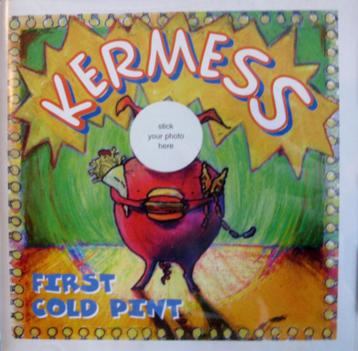 KERMESS
stick
your photo
here
FIRST
COLD PINT